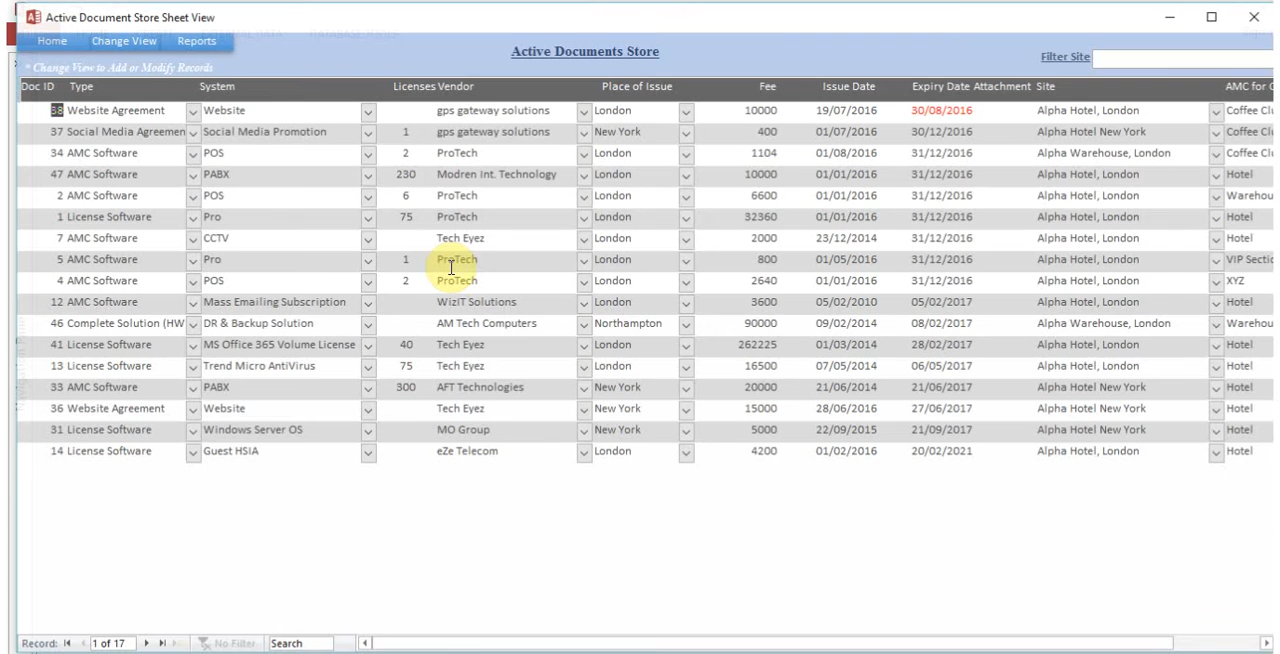 Active Document Store Sheet View
Home Change View Reports
Active Documents Store
Filter Site
* Change View to Add or Modify Records
Doc ID Type System Licenses Vendor Place of Issue Fee Issue Date Expiry Date Attachment Site AMC for
38 Website Agreement Website gps gateway solutions London 10000 19/07/2016 30/08/2016 Alpha Hotel, London Coffee
37 Social Media Agreemen Social Media Promotion 1 gps gateway solutions New York 400 01/07/2016 30/12/2016 Alpha Hotel New York Coffee
34 AMC Software POS 2 ProTech London 1104 01/08/2016 31/12/2016 Alpha Warehouse, London Coffee
47 AMC Software PABX 230 Modren Int. Technology London 10000 01/01/2016 31/12/2016 Alpha Hotel, London Hotel
2 AMC Software POS 6 ProTech London 6600 01/01/2016 31/12/2016 Alpha Hotel, London Warehou
1 License Software Pro 75 ProTech London 32360 01/01/2016 31/12/2016 Alpha Hotel, London Hotel
7 AMC Software CCTV Tech Eyez London 2000 23/12/2014 31/12/2016 Alpha Hotel, London Hotel
5 AMC Software Pro 1 ProTech London 800 01/05/2016 31/12/2016 Alpha Hotel, London VIP Sectio
4 AMC Software POS 2 ProTech London 2640 01/01/2016 31/12/2016 Alpha Hotel, London XYZ
12 AMC Software Mass Emailing Subscription WizIT Solutions London 3600 05/02/2010 05/02/2017 Alpha Hotel, London Hotel
46 Complete Solution (HW DR & Backup Solution AM Tech Computers Northampton 90000 09/02/2014 08/02/2017 Alpha Warehouse, London Warehou
41 License Software MS Office 365 Volume License 40 Tech Eyez London 262225 01/03/2014 28/02/2017 Alpha Hotel, London Hotel
13 License Software Trend Micro AntiVirus 75 Tech Eyez London 16500 07/05/2014 06/05/2017 Alpha Hotel, London Hotel
33 AMC Software PABX 300 AFT Technologies New York 20000 21/06/2014 21/06/2017 Alpha Hotel New York Hotel
36 Website Agreement Website Tech Eyez New York 15000 28/06/2016 27/06/2017 Alpha Hotel New York Hotel
31 License Software Windows Server OS MO Group New York 5000 22/09/2015 21/09/2017 Alpha Hotel New York Hotel
14 License Software Guest HSIA eZe Telecom London 4200 01/02/2016 20/02/2021 Alpha Hotel, London Hotel
Record: 1 of 17 No Filter Search